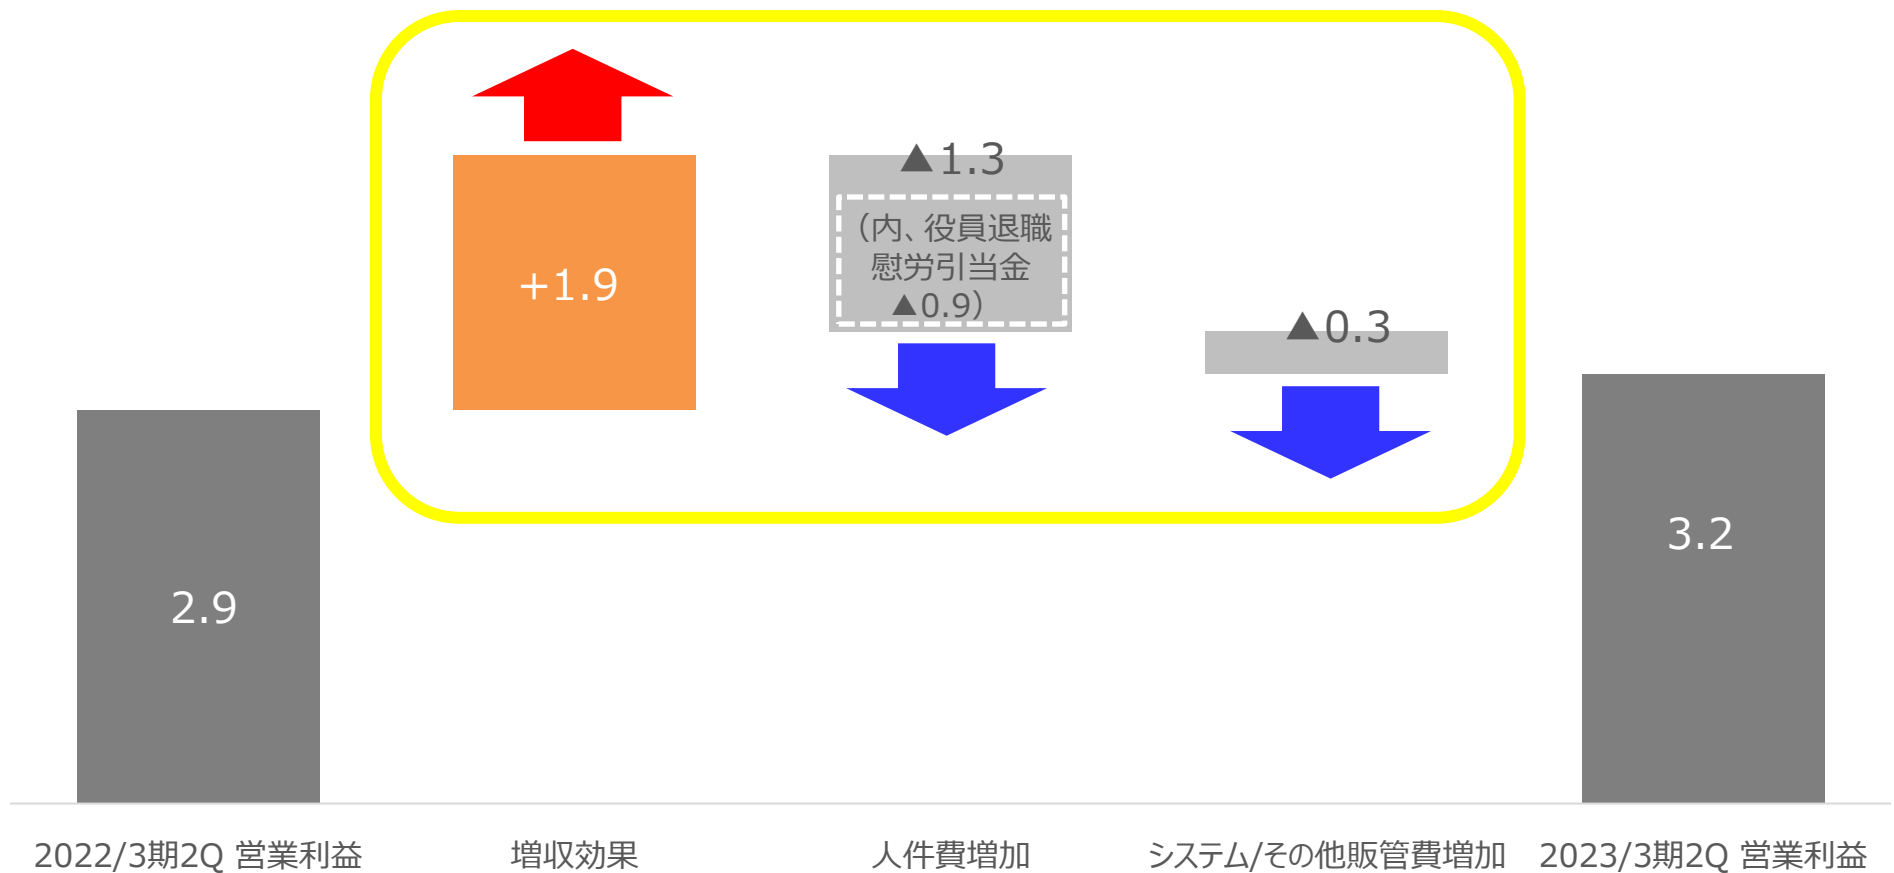 +1.9
▲1.3
（内、役員退職
慰労引当金
▲0.9）
▲0.3
2.9
3.2
2022/3期2Q 営業利益
増収効果
人件費増加
システム/その他販管費増加
2023/3期2Q 営業利益